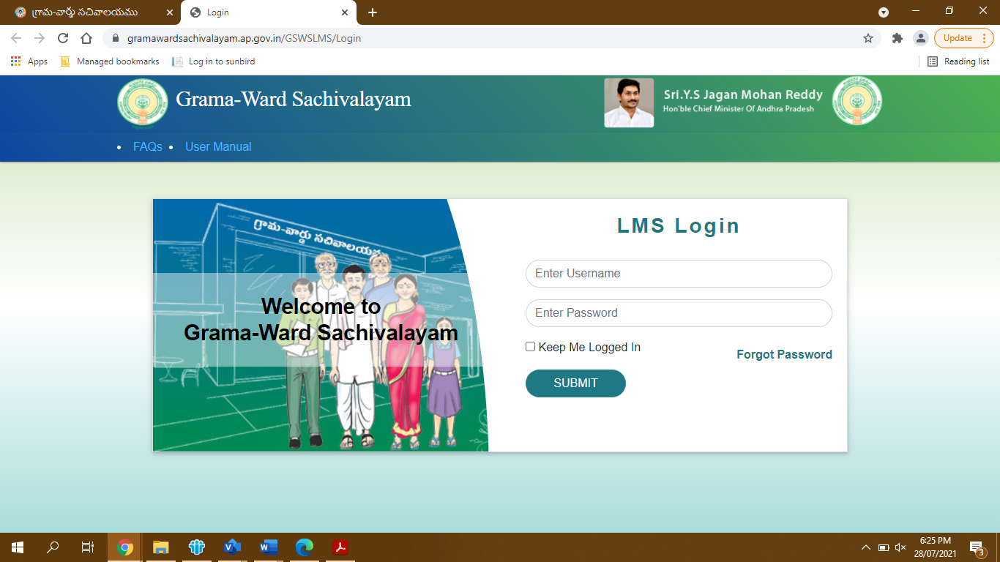 గ్రామ-వార్డు సచివాలయము
Login
gramawardsachivalayam.ap.gov.in/GSWSLMS/Login
Update
Apps
Managed bookmarks
Log in to sunbird
Reading list
Grama-Ward Sachivalayam
Sri.Y.S Jagan Mohan Reddy
Hon'ble Chief Minister Of Andhra Pradesh
FAQs
User Manual
గ్రామ-వార్డు సచివాలయము
Welcome to
Grama-Ward Sachivalayam
LMS Login
Enter Username
Enter Password
Keep Me Logged In
Forgot Password
SUBMIT
6:25 PM
28/07/2021
3